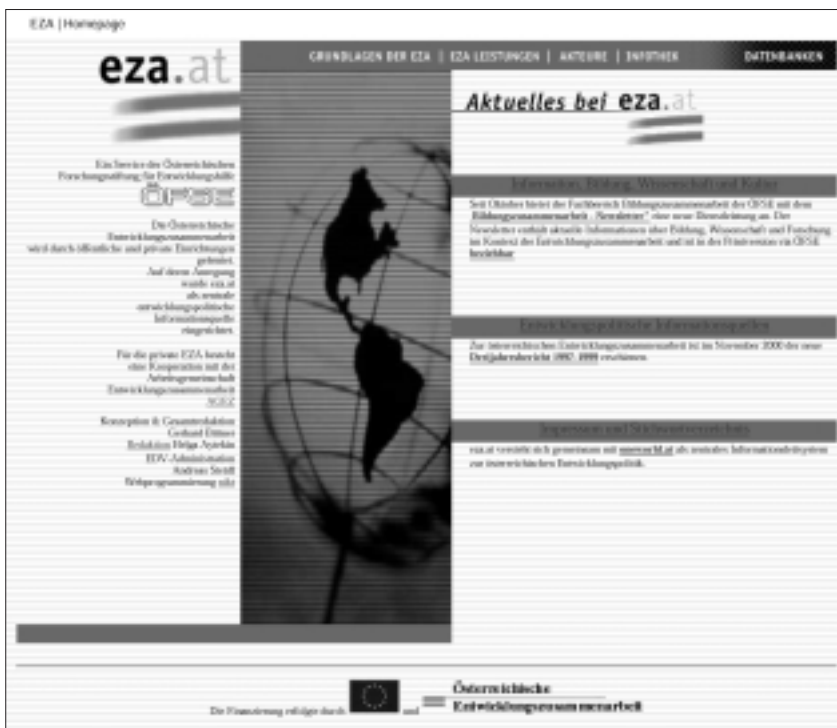 EZA | Homepage
eza.at
GRUNDLAGEN DER EZA | EZA LEISTUNGEN | AKTEURE | INFOTHEK DATENBANKEN
Aktuelles bei eza.at
Ein Service der Österreichischen
Forschungsstiftung für Entwicklungshilfe
ÖFSE
Die Österreichische
Entwicklungszusammenarbeit
wird durch öffentliche und private Einrichtungen
geleistet.
Auf deren Anregung
wurde eza.at
als zentrale
entwicklungspolitische
Informationsquelle
eingerichtet.
Für die private EZA besteht
eine Kooperation mit der
Arbeitsgemeinschaft
Entwicklungszusammenarbeit
AGEZ
Konzeption & Gesamtredaktion
Gerhard
Redaktion Helga
EDV-Administration
Andreas
Webprogrammierung
Information, Bildung, Wissenschaft und Kultur
Seit Oktober bietet der Fachbereich Bildungszusammenarbeit der ÖFSE mit dem
"Bildungszusammenarbeit - Newsletter" eine neue Dienstleistung an. Der
Newsletter enthält aktuelle Informationen über Bildung, Wissenschaft und Forschung
im Kontext der Entwicklungszusammenarbeit und ist in der Printversion via ÖFSE
beziehbar
Entwicklungspolitische Informationsquellen
Zur österreichischen Entwicklungszusammenarbeit ist im November 2000 der neue
Dreijahresbericht 1997-1999 erschienen.
Impressum und Stichwortverzeichnis
eza.at versteht sich gemeinsam mit oneworld.at als zentrales Informationsleitsystem
zur österreichischen Entwicklungspolitik.
Die Finanzierung erfolgte durch und
Österreichische
Entwicklungszusammenarbeit